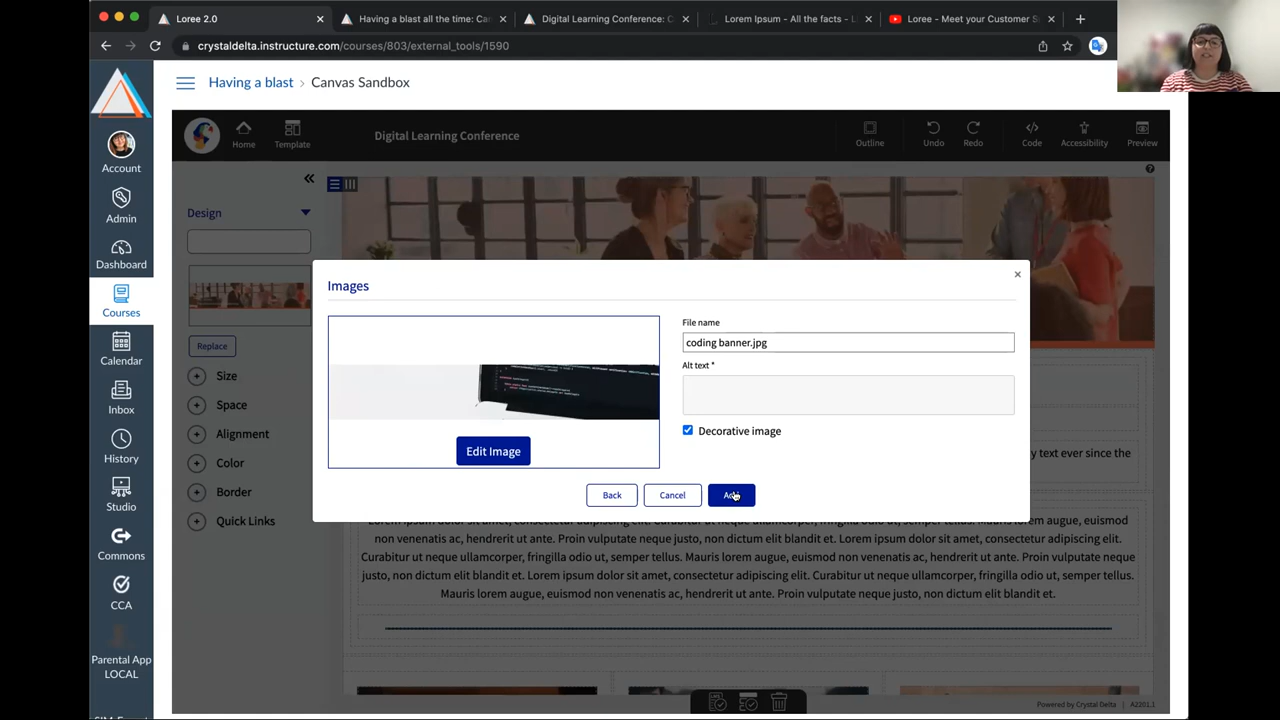 Loree 2.0
Having a blast all the time: Can
Digital Learning Conference: C
Lorem Ipsum - All the facts - L
Loree - Meet your Customer S
crystaldelta.instructure.com/courses/803/external_tools/1590
Having a blast › Canvas Sandbox
Account
Admin
Dashboard
Courses
Calendar
Inbox
History
Studio
Commons
CCA
Parental App
LOCAL
Home
Template
Digital Learning Conference
Outline
Undo
Redo
Code
Accessibility
Preview
Design
Replace
Size
Space
Alignment
Color
Border
Quick Links
Images
Edit Image
File name
coding banner.jpg
Alt text *
Decorative image
Back
Cancel
y text ever since the
Lorem ipsum dolor sit amet, consectetur adipiscing elit. Curabitur ut neque ullamcorper, fringilla odio ut, semper tellus. Mauris lorem augue, euismod
non venenatis ac, hendrerit ut ante. Proin vulputate neque justo, non dictum elit blandit et. Lorem ipsum dolor sit amet, consectetur adipiscing elit.
Curabitur ut neque ullamcorper, fringilla odio ut, semper tellus. Mauris lorem augue, euismod non venenatis ac, hendrerit ut ante. Proin vulputate neque
justo, non dictum elit blandit et. Lorem ipsum dolor sit amet, consectetur adipiscing elit. Curabitur ut neque ullamcorper, fringilla odio ut, semper tellus.
Mauris lorem augue, euismod non venenatis ac, hendrerit ut ante. Proin vulputate neque justo, non dictum elit blandit et.
Powered by Crystal Delta
A2201.1